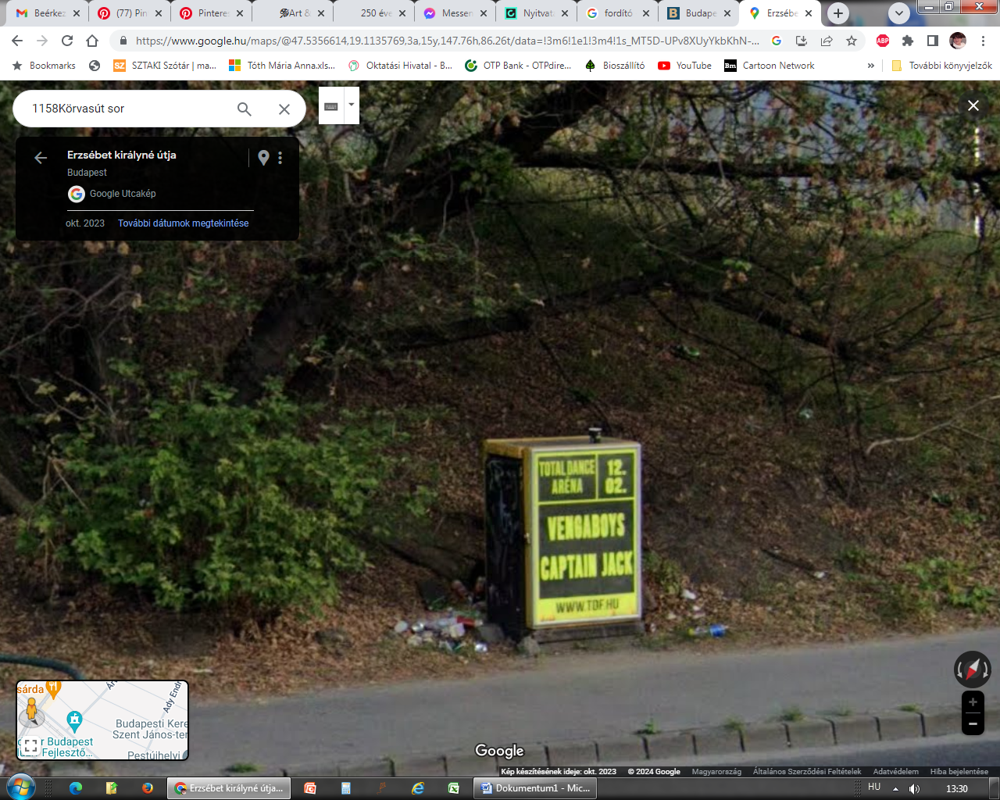 Beérkez
(77) Pin
Pinteres
Art &
250 éve
Messen
Nyitvata
fordító
Budape
Erzsébe
https://www.google.hu/maps/@47.5356614,19.1135769,3a,15y,147.76h,86.26t/data=!3m6!1e1!3m4!1s_MT5D-UPv8XUyYkbKhN-...
Bookmarks
SZTAKI Szótár | ma...
Tóth Mária Anna.xls...
Oktatási Hivatal - B...
OTP Bank - OTPdire...
Bioszállító
YouTube
Cartoon Network
»
További könyvjelzők
1158Körvasút sor
Erzsébet királyné útja
Budapest
Google Utcakép
okt. 2023 További dátumok megtekintése
TOTAL DANCE
ARÉNA
12.
02.
VENGABOYS
CAPTAIN JACK
WWW.TDF.HU
sárda
Ady Endr
Budapesti Kere
Szent János-ter
Budapest
Fejlesztő...
Pestújhelyi
Google
Kép készítésének ideje: okt. 2023 © 2024 Google Magyarország Általános Szerződési Feltételek Adatvédelem Hiba bejelentése
Erzsébet királyné útja...
Dokumentum1 - Mic...
HU
13:30